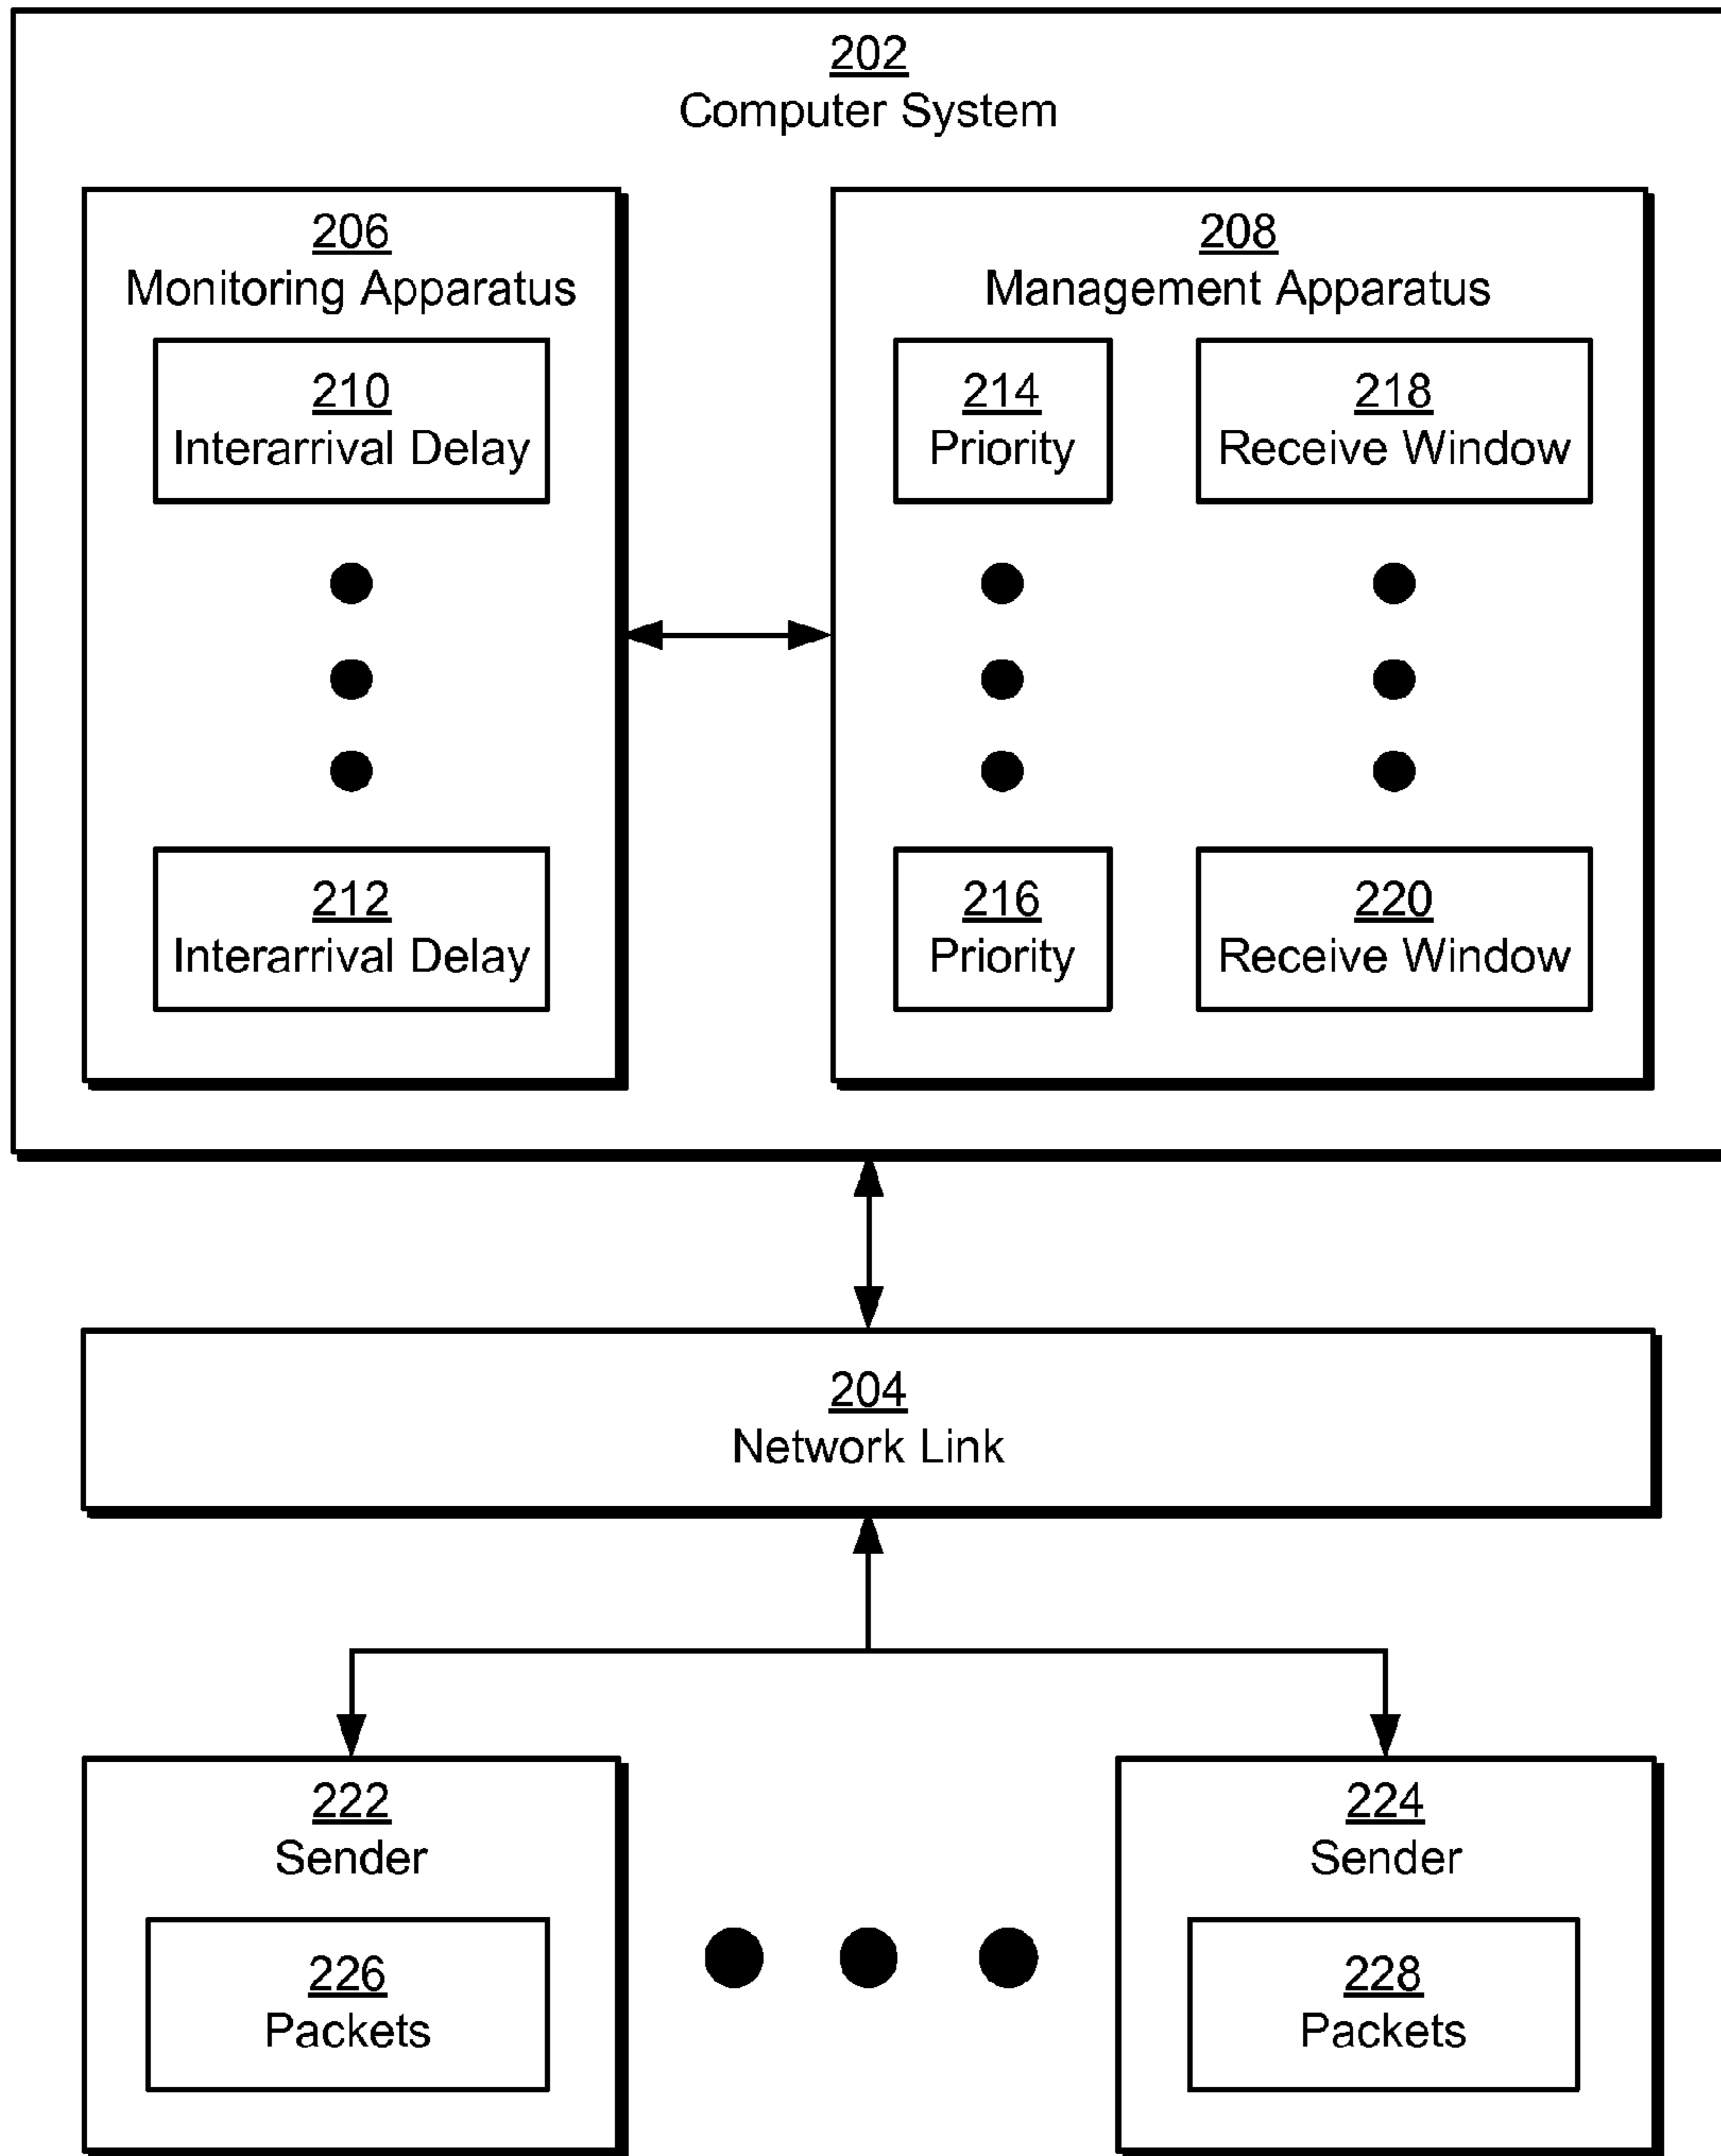 202
Computer System
206
Monitoring Apparatus
210
Interarrival Delay
212
Interarrival Delay
208
Management Apparatus
214
Priority
218
Receive Window
216
Priority
220
Receive Window
204
Network Link
222
Sender
226
Packets
224
Sender
228
Packets